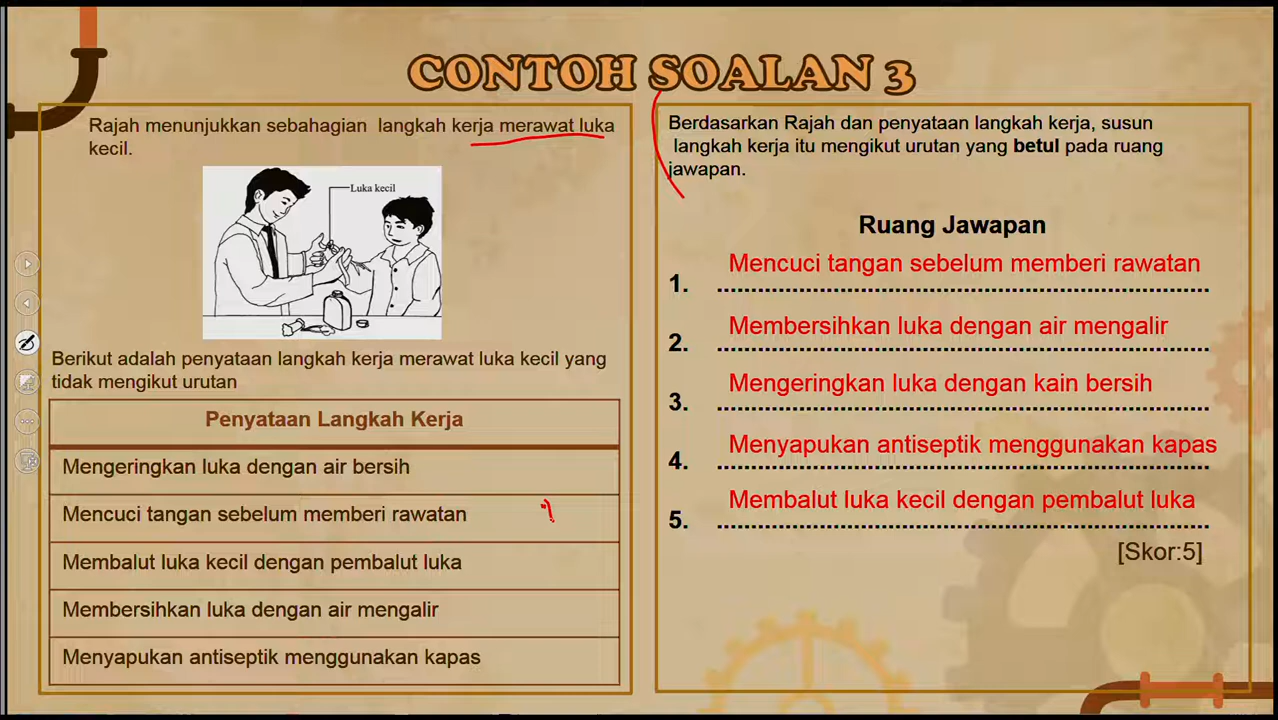 CONTOH SOALAN 3
Rajah menunjukkan sebahagian langkah kerja merawat luka
kecil.
Luka kecil
Berikut adalah penyataan langkah kerja merawat luka kecil yang
tidak mengikut urutan
Penyataan Langkah Kerja
Mengeringkan luka dengan air bersih
Mencuci tangan sebelum memberi rawatan 1
Membalut luka kecil dengan pembalut luka
Membersihkan luka dengan air mengalir
Menyapukan antiseptik menggunakan kapas
Berdasarkan Rajah dan penyataan langkah kerja, susun
langkah kerja itu mengikut urutan yang betul pada ruang
jawapan.
Ruang Jawapan
1. Mencuci tangan sebelum memberi rawatan
2. Membersihkan luka dengan air mengalir
3. Mengeringkan luka dengan kain bersih
4. Menyapukan antiseptik menggunakan kapas
5. Membalut luka kecil dengan pembalut luka
[Skor:5]